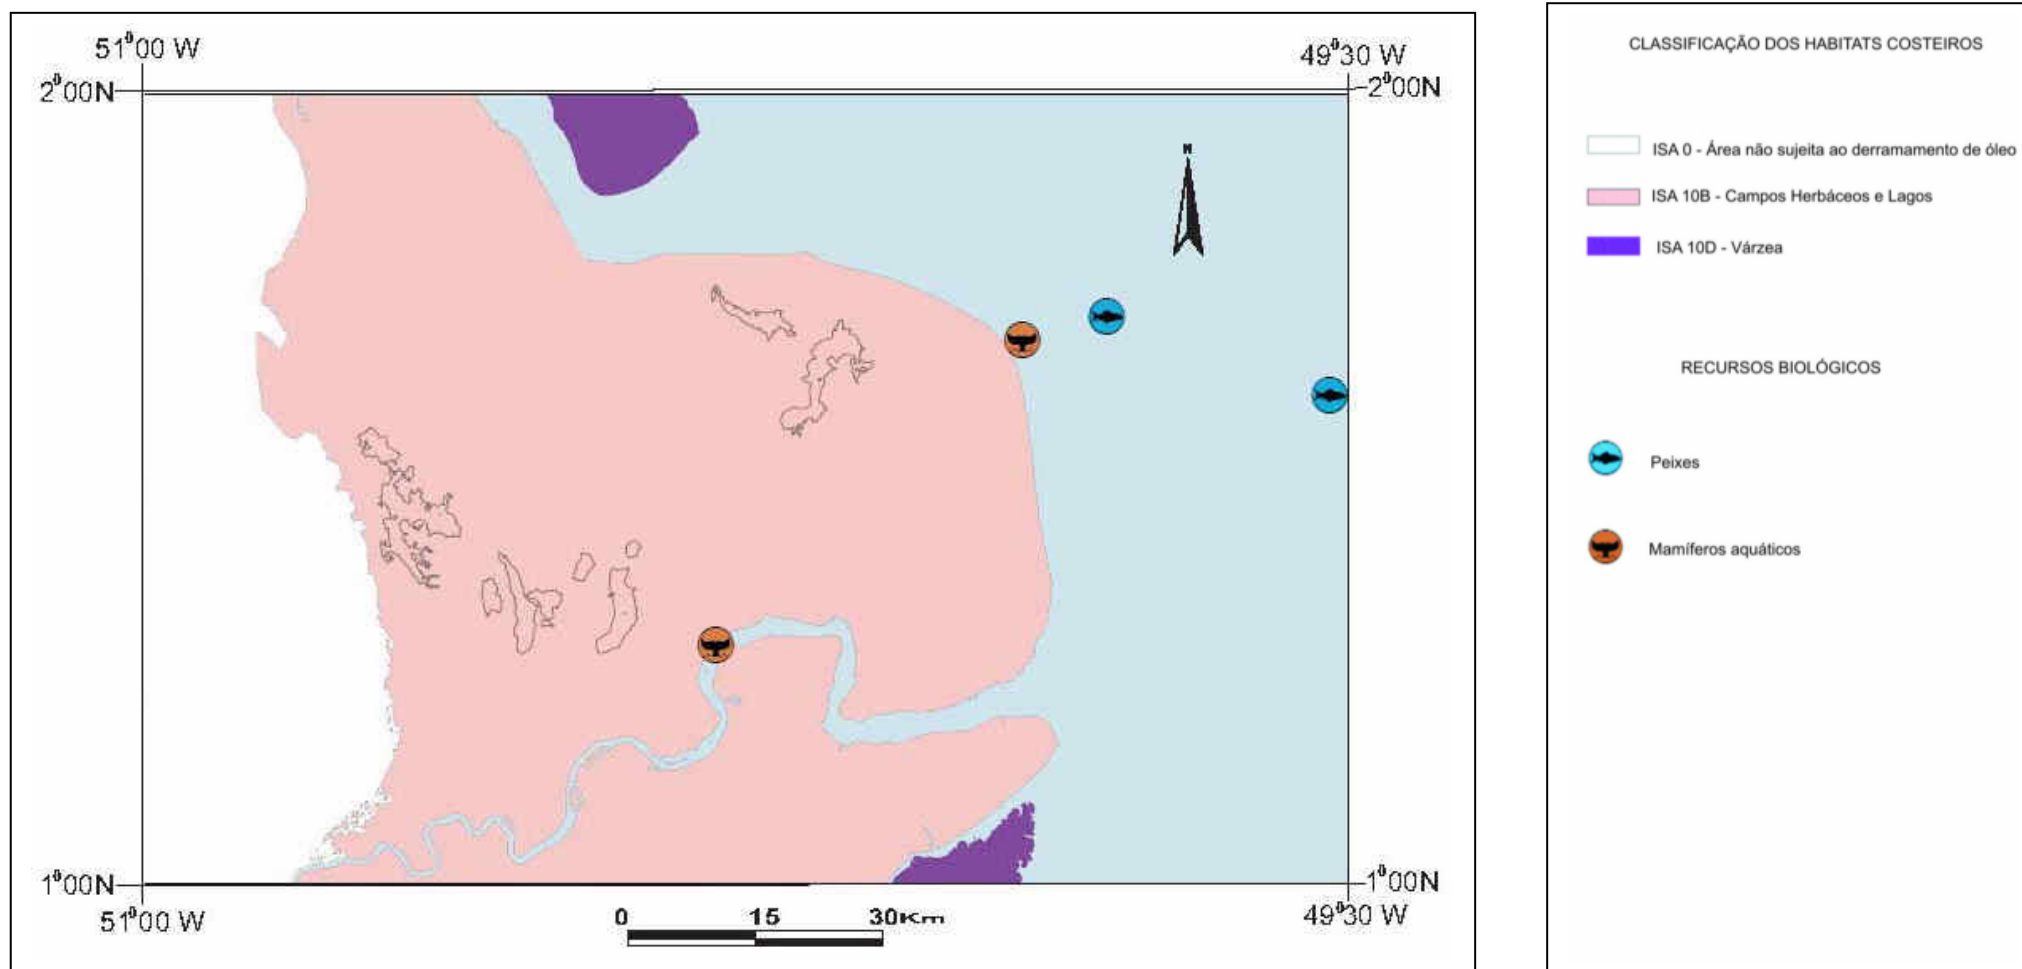 51°00 W
49°30 W
2°00N
2°00N
N
1°00N
1°00N
51°00 W
49°30 W
0 15 30Km
CLASSIFICAÇÃO DOS HABITATS COSTEIROS
ISA 0 - Área não sujeita ao derramamento de óleo
ISA 10B - Campos Herbáceos e Lagos
ISA 10D - Várzea
RECURSOS BIOLÓGICOS
Peixes
Mamíferos aquáticos